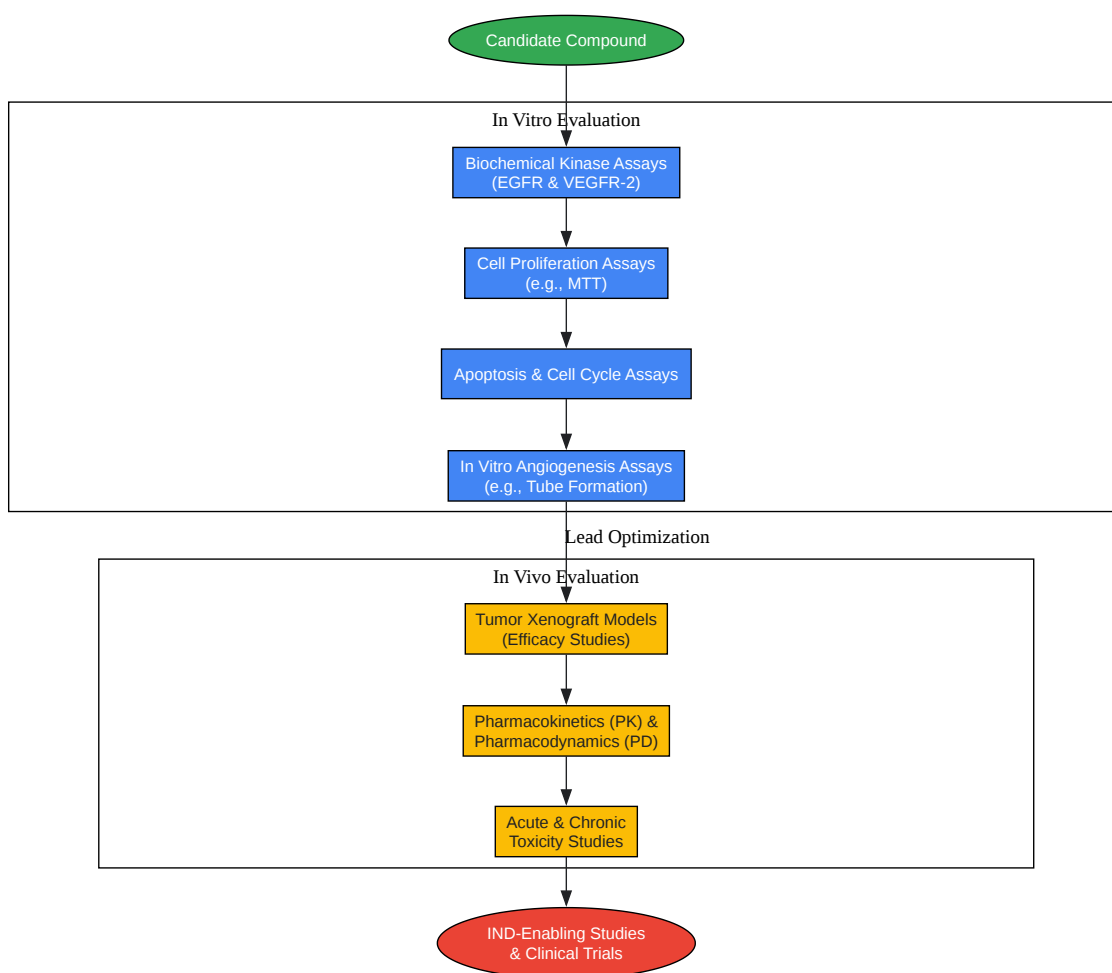 Candidate Compound
In Vitro Evaluation
Biochemical Kinase Assays
(EGFR & VEGFR-2)
Cell Proliferation Assays
(e.g., MTT)
Apoptosis & Cell Cycle Assays
In Vitro Angiogenesis Assays
(e.g., Tube Formation)
Lead Optimization
In Vivo Evaluation
Tumor Xenograft Models
(Efficacy Studies)
Pharmacokinetics (PK) &
Pharmacodynamics (PD)
Acute & Chronic
Toxicity Studies
IND-Enabling Studies
& Clinical Trials